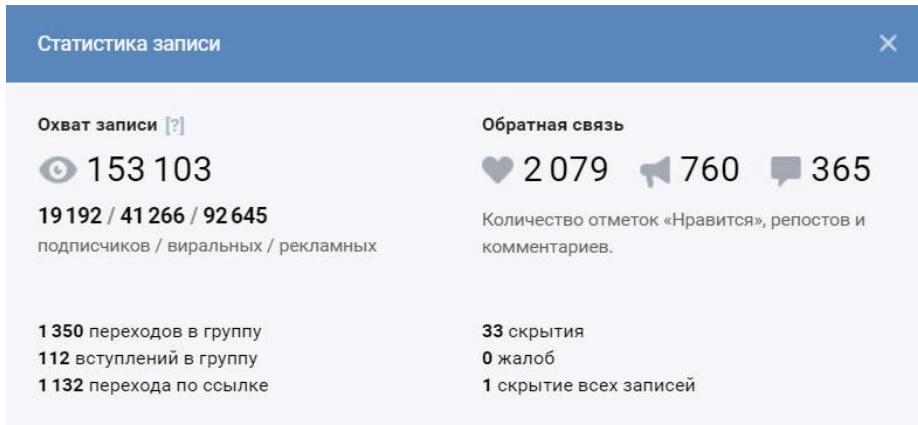 Статистика записи
Охват записи [?]
153 103
19 192 / 41 266 / 92 645
подписчиков / виральных / рекламных
1 350 переходов в группу
112 вступлений в группу
1 132 перехода по ссылке
Обратная связь
2 079 760 365
Количество отметок «Нравится», репостов и
комментариев.
33 скрытия
0 жалоб
1 скрытие всех записей